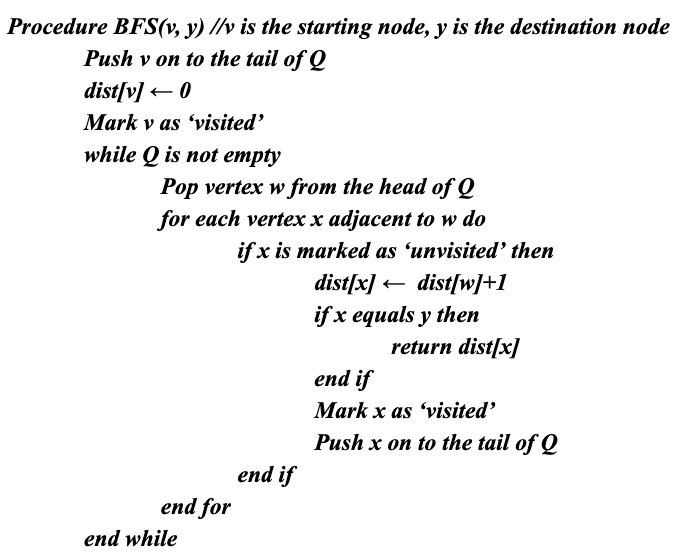 Procedure BFS(v, y) //v is the starting node, y is the destination node
Push v on to the tail of Q
dist[v] ← 0
Mark v as ‘visited’
while Q is not empty
Pop vertex w from the head of Q
for each vertex x adjacent to w do
if x is marked as ‘unvisited’ then
dist[x] ← dist[w]+1
if x equals y then
return dist[x]
end if
Mark x as ‘visited’
Push x on to the tail of Q
end if
end for
end while